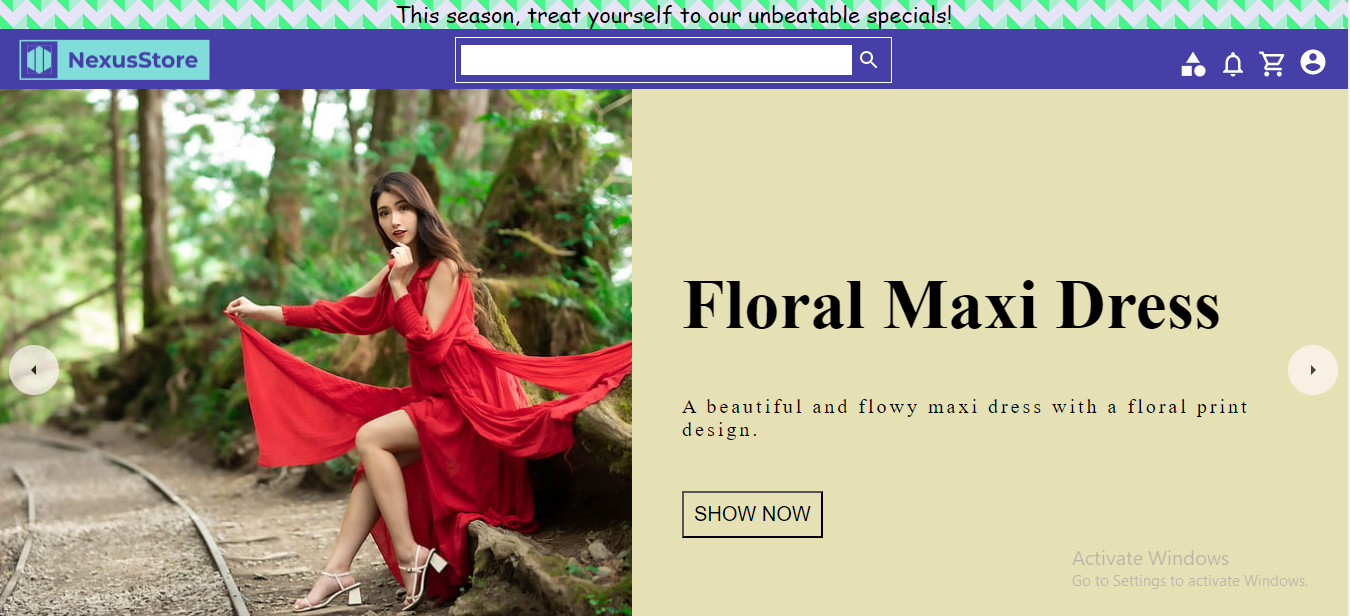 This season, treat yourself to our unbeatable specials!
NexusStore
Floral Maxi Dress
A beautiful and flowy maxi dress with a floral print
design.
SHOW NOW
Activate Windows
Go to Settings to activate Windows.